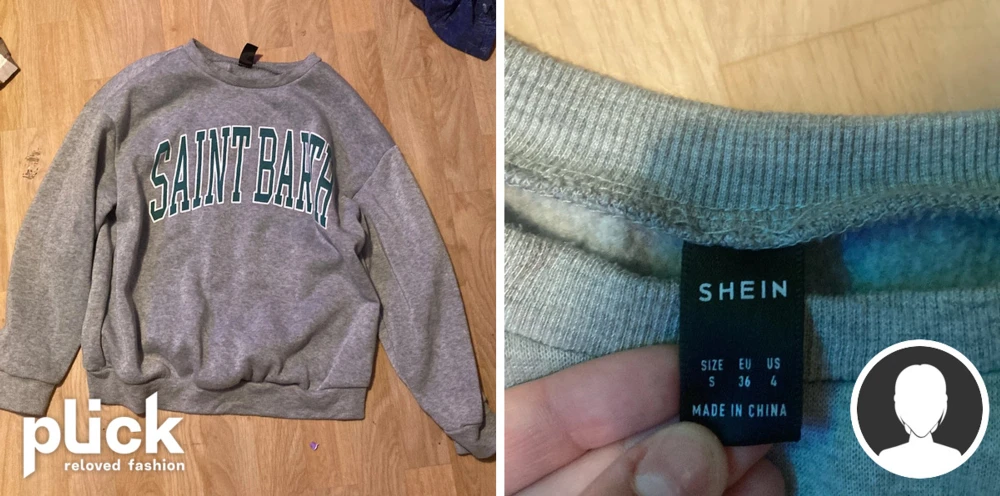 SAINT BARTH
plick
reloved fashion
SHEIN
SIZE EU US
S 36 4
MADE IN CHINA